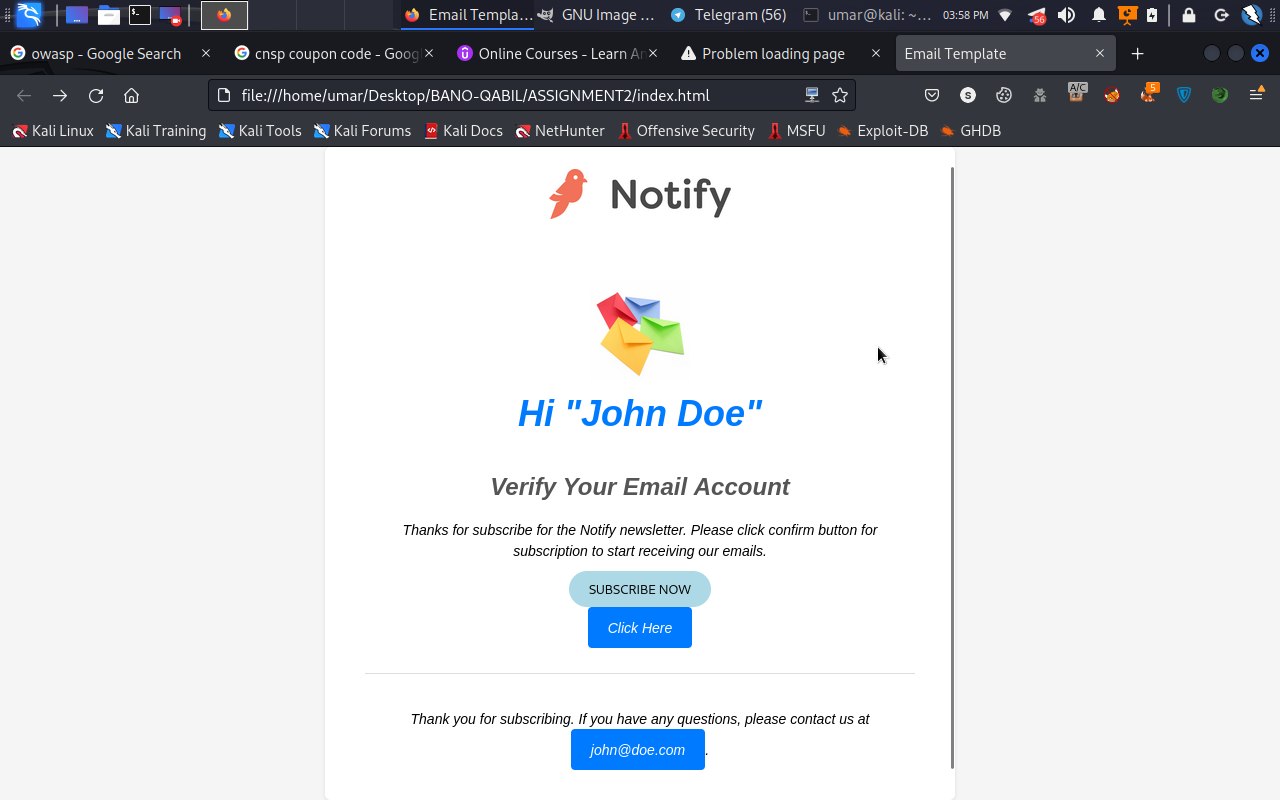 Email Templa...
GNU Image ...
Telegram (56)
umar@kali: ~...
03:58 PM
56
owasp - Google Search
cnsp coupon code - Goog
Online Courses - Learn An
Problem loading page
Email Template
file:///home/umar/Desktop/BANO-QABIL/ASSIGNMENT2/index.html
S
A/C
5
Kali Linux
Kali Training
Kali Tools
Kali Forums
Kali Docs
NetHunter
Offensive Security
MSFU
Exploit-DB
GHDB
Notify
Hi "John Doe"
Verify Your Email Account
Thanks for subscribe for the Notify newsletter. Please click confirm button for
subscription to start receiving our emails.
SUBSCRIBE NOW
Click Here
Thank you for subscribing. If you have any questions, please contact us at
john@doe.com.